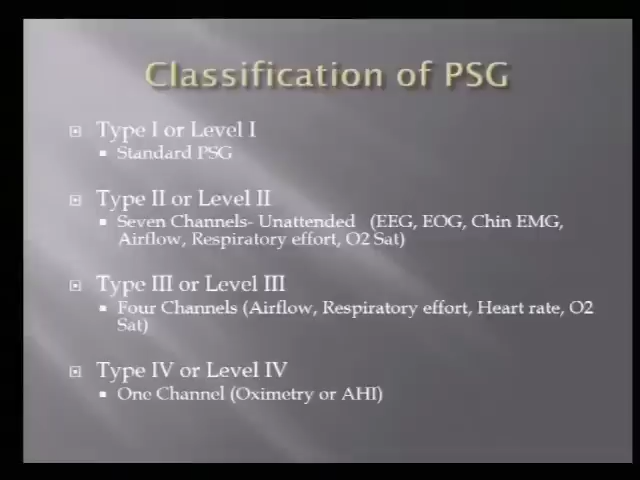 Classification of PSG
Type I or Level I
Standard PSG
Type II or Level II
Seven Channels- Unattended (EEG, EOG, Chin EMG,
Airflow, Respiratory effort, O2 Sat)
Type III or Level III
Four Channels (Airflow, Respiratory effort, Heart rate, O2
Sat)
Type IV or Level IV
One Channel (Oximetry or AHI)